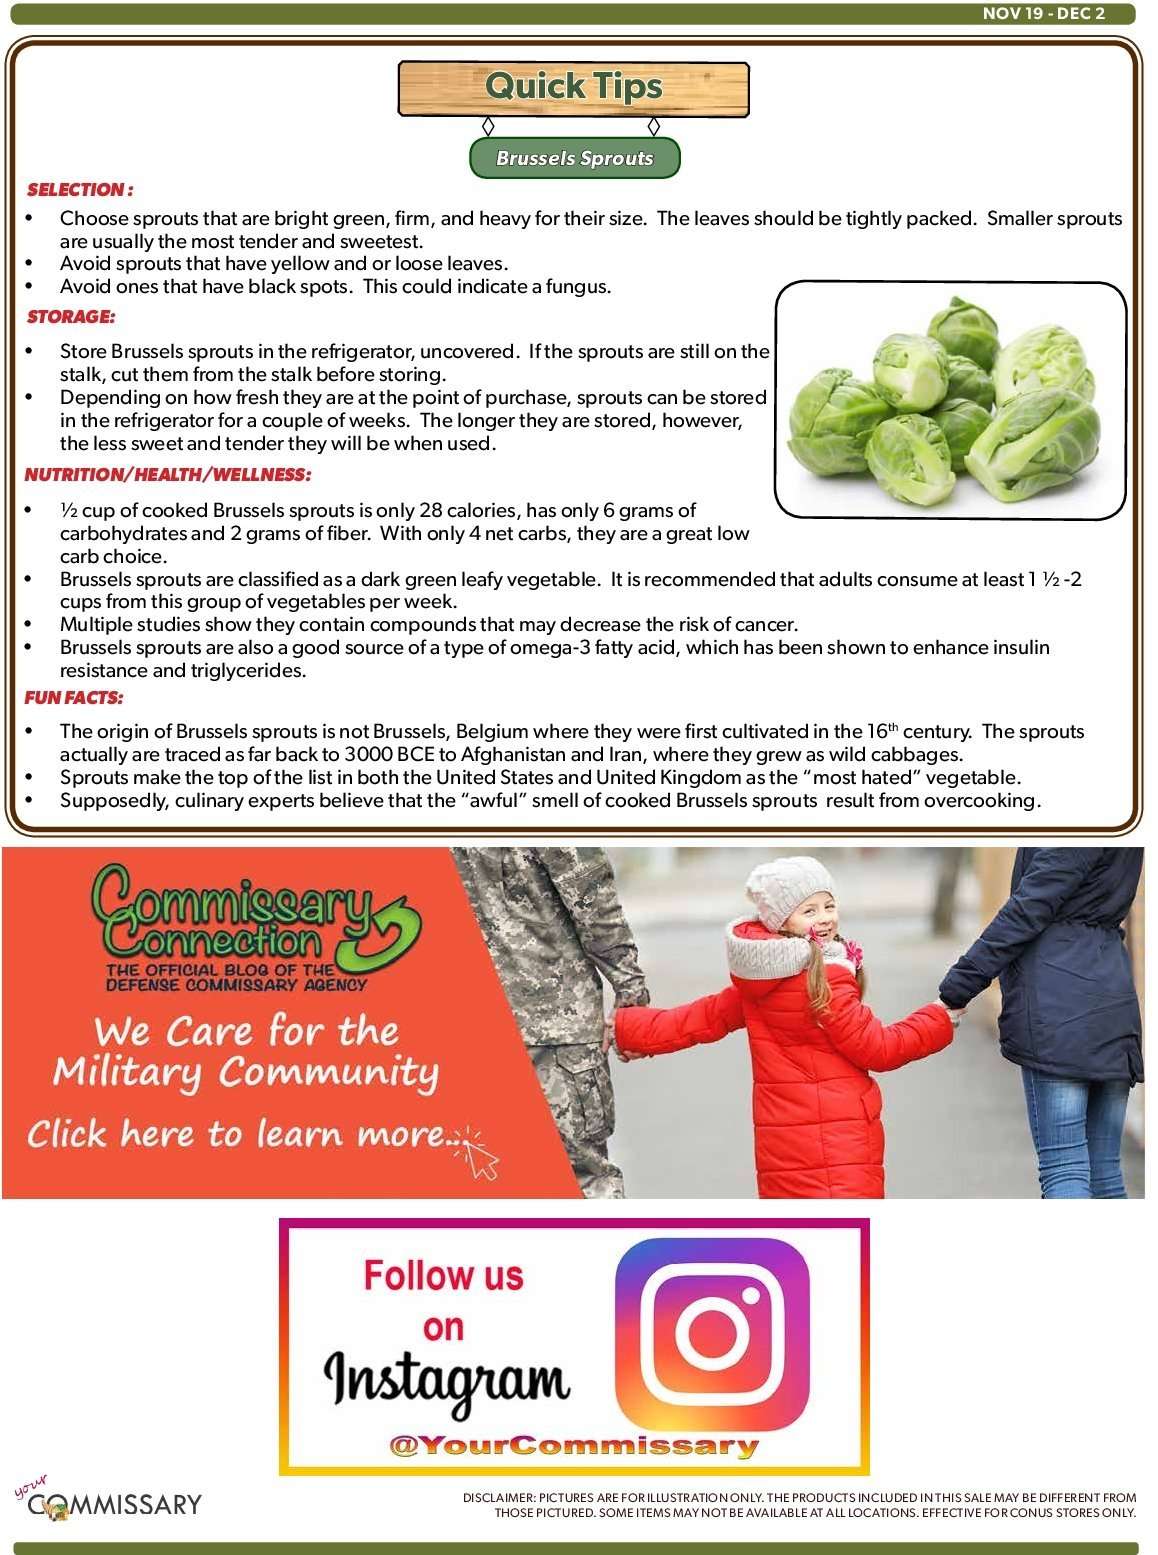 NOV 19 - DEC 2
Quick Tips
Brussels Sprouts
SELECTION :
• Choose sprouts that are bright green, firm, and heavy for their size. The leaves should be tightly packed. Smaller sprouts
are usually the most tender and sweetest.
• Avoid sprouts that have yellow and or loose leaves.
• Avoid ones that have black spots. This could indicate a fungus.
STORAGE:
• Store Brussels sprouts in the refrigerator, uncovered. If the sprouts are still on the
stalk, cut them from the stalk before storing.
• Depending on how fresh they are at the point of purchase, sprouts can be stored
in the refrigerator for a couple of weeks. The longer they are stored, however,
the less sweet and tender they will be when used.
NUTRITION/HEALTH/WELLNESS:
• ½ cup of cooked Brussels sprouts is only 28 calories, has only 6 grams of
carbohydrates and 2 grams of fiber. With only 4 net carbs, they are a great low
carb choice.
• Brussels sprouts are classified as a dark green leafy vegetable. It is recommended that adults consume at least 1 ½ -2
cups from this group of vegetables per week.
• Multiple studies show they contain compounds that may decrease the risk of cancer.
• Brussels sprouts are also a good source of a type of omega-3 fatty acid, which has been shown to enhance insulin
resistance and triglycerides.
FUN FACTS:
• The origin of Brussels sprouts is not Brussels, Belgium where they were first cultivated in the 16th century. The sprouts
actually are traced as far back to 3000 BCE to Afghanistan and Iran, where they grew as wild cabbages.
• Sprouts make the top of the list in both the United States and United Kingdom as the “most hated” vegetable.
• Supposedly, culinary experts believe that the “awful” smell of cooked Brussels sprouts result from overcooking.
Commissary
Connection
THE OFFICIAL BLOG OF THE
DEFENSE COMMISSARY AGENCY
We Care for the
Military Community
Click here to learn more...
Follow us
on
Instagram
@YourCommissary
your
COMMISSARY
DISCLAIMER: PICTURES ARE FOR ILLUSTRATION ONLY. THE PRODUCTS INCLUDED IN THIS SALE MAY BE DIFFERENT FROM
THOSE PICTURED. SOME ITEMS MAY NOT BE AVAILABLE AT ALL LOCATIONS. EFFECTIVE FOR CONUS STORES ONLY.